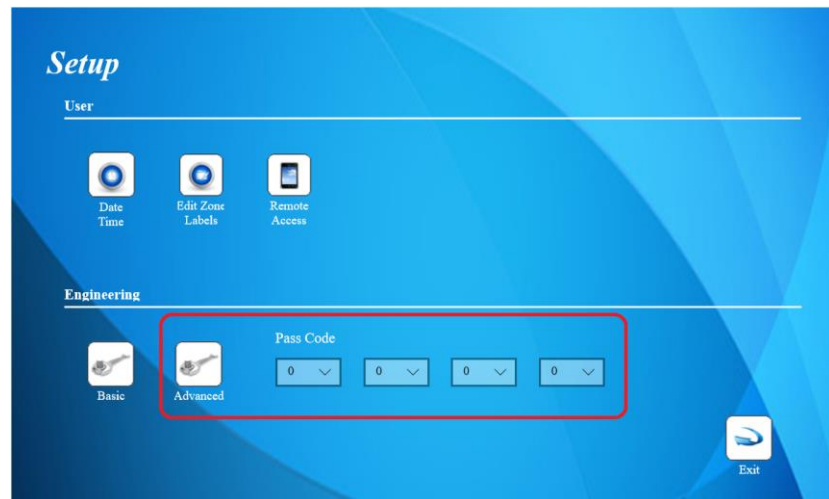 Setup
User
Date
Time
Edit Zone
Labels
Remote
Access
Engineering
Basic
Advanced
Pass Code
0
0
0
0
Exit